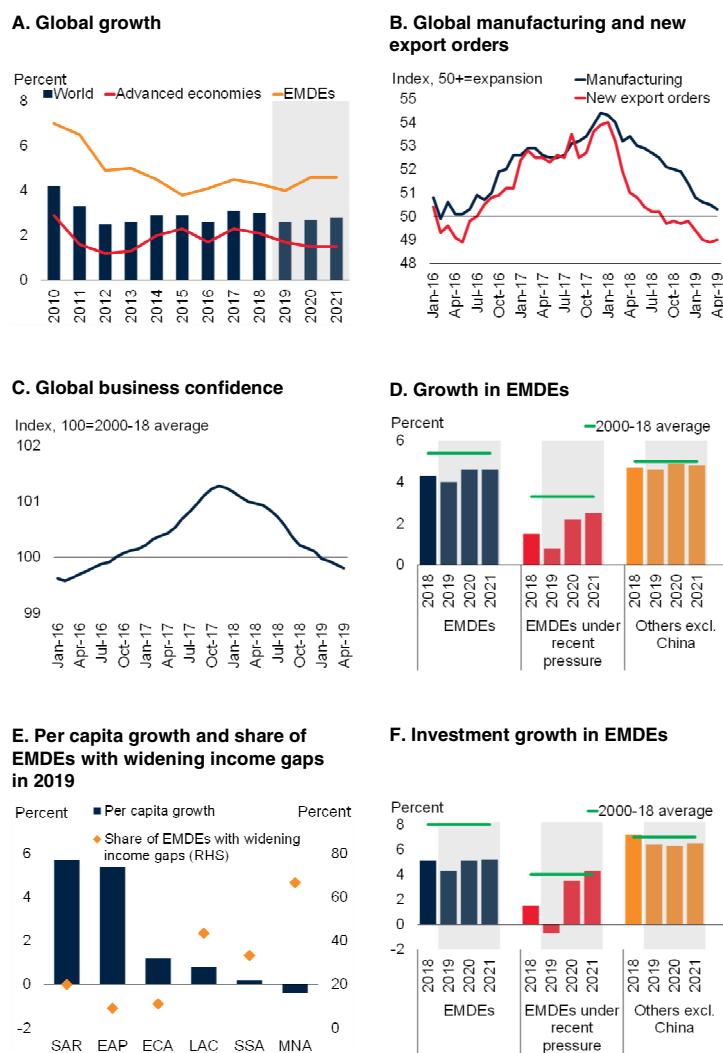 A. Global growth
Percent
World Advanced economies EMDEs
8
6
4
2
0
2010 2011 2012 2013 2014 2015 2016 2017 2018 2019 2020 2021
B. Global manufacturing and new
export orders
Index, 50+=expansion
Manufacturing
New export orders
55
54
53
52
51
50
49
48
Jan-16 Apr-16 Jul-16 Oct-16 Jan-17 Apr-17 Jul-17 Oct-17 Jan-18 Apr-18 Jul-18 Oct-18 Jan-19 Apr-19
C. Global business confidence
Index, 100=2000-18 average
102
101
100
99
Jan-16 Apr-16 Jul-16 Oct-16 Jan-17 Apr-17 Jul-17 Oct-17 Jan-18 Apr-18 Jul-18 Oct-18 Jan-19 Apr-19
D. Growth in EMDEs
Percent
2000-18 average
6
4
2
0
2018 2019 2020 2021 2018 2019 2020 2021 2018 2019 2020 2021
EMDEs EMDEs under Others excl.
recent China
pressure
E. Per capita growth and share of
EMDEs with widening income gaps
in 2019
Percent Per capita growth Percent
Share of EMDEs with widening
income gaps (RHS)
6 80
4 60
2 40
0 20
-2 0
SAR EAP ECA LAC SSA MNA
F. Investment growth in EMDEs
Percent
2000-18 average
8
6
4
2
0
-2
2018 2019 2020 2021 2018 2019 2020 2021 2018 2019 2020 2021
EMDEs EMDEs under Others excl.
recent China
pressure